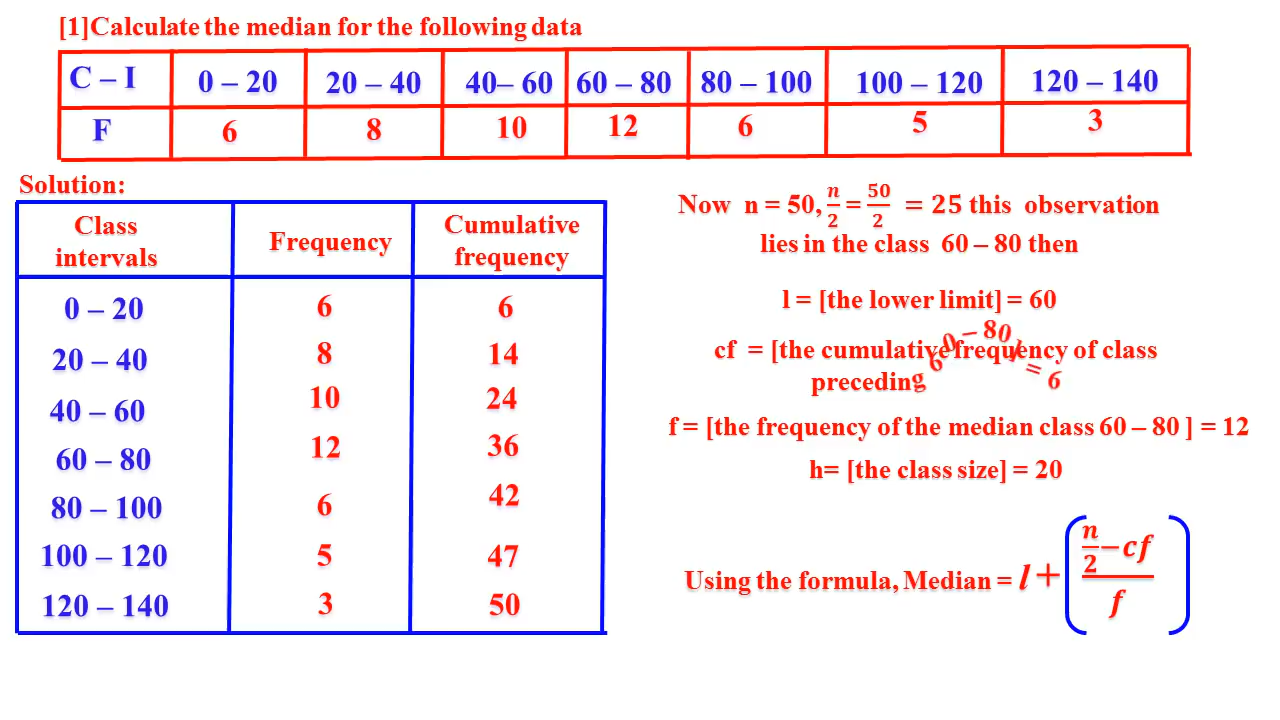 [1]Calculate the median for the following data
C – I 0 – 20 20 – 40 40– 60 60 – 80 80 – 100 100 – 120 120 – 140
F 6 8 10 12 6 5 3
Solution:
Class intervals Frequency Cumulative frequency
0 – 20 6 6
20 – 40 8 14
40 – 60 10 24
60 – 80 12 36
80 – 100 6 42
100 – 120 5 47
120 – 140 3 50
Now n = 50, n/2 = 50/2 = 25 this observation
lies in the class 60 – 80 then
l = [the lower limit] = 60
cf = [the cumulative frequency of class
preceding 60 – 80] = 6
f = [the frequency of the median class 60 – 80 ] = 12
h= [the class size] = 20
Using the formula, Median = l + ( (n/2 – cf) / f )